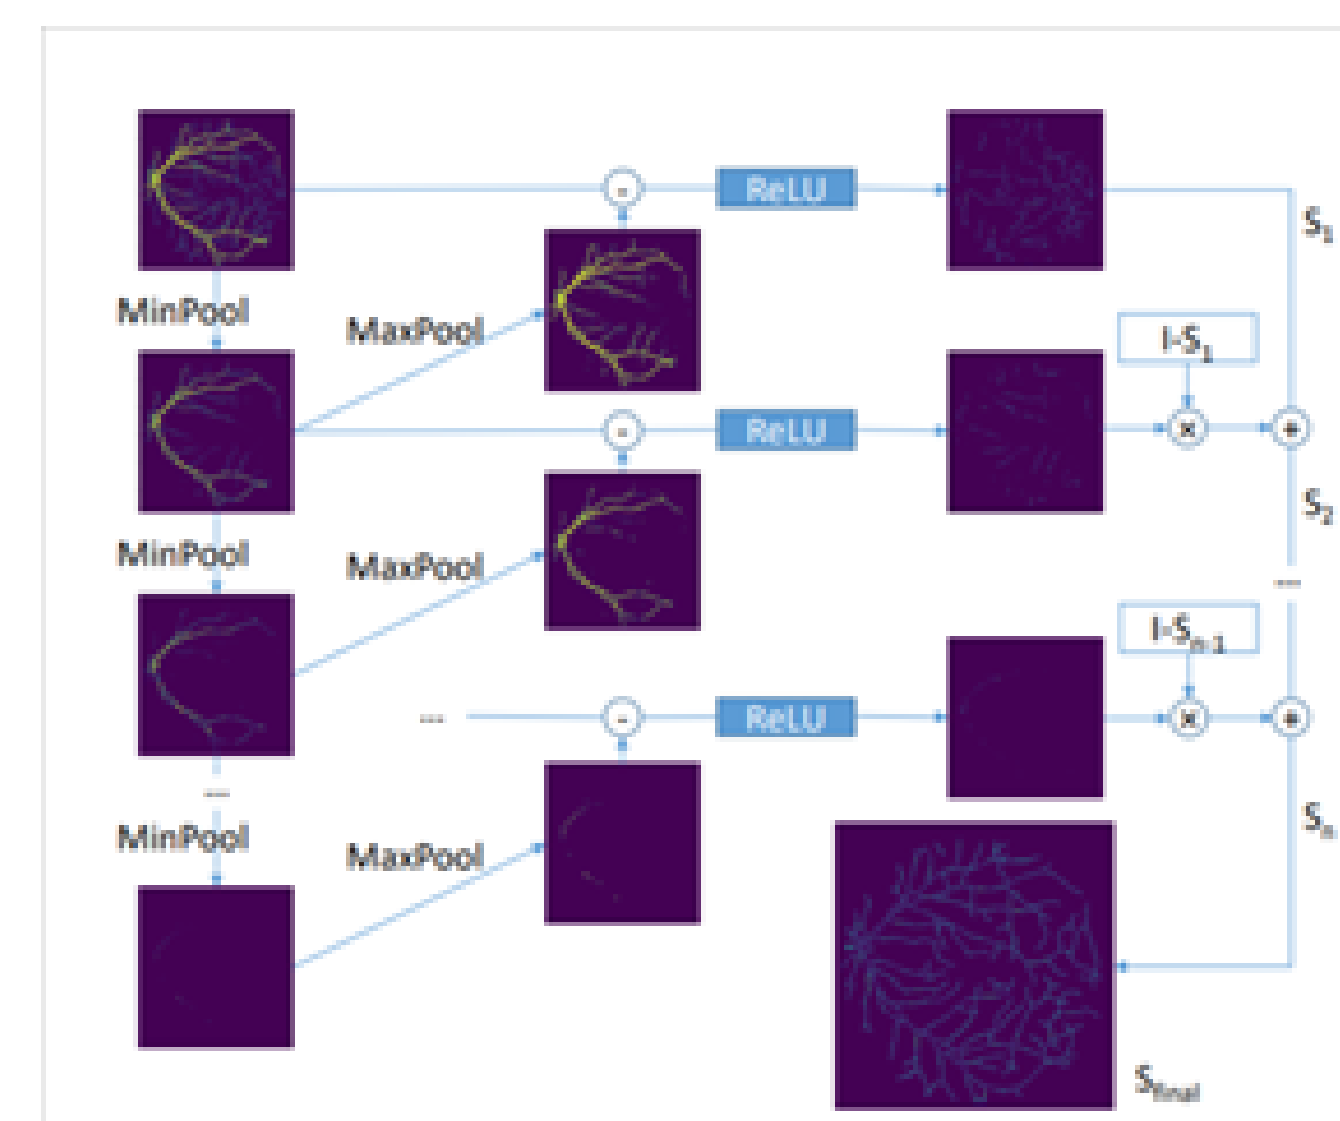 -
ReLU
S1
MinPool
MaxPool
I-S1
-
ReLU
×
+
S2
MinPool
MaxPool
...
I-Sn-1
...
-
ReLU
×
+
...
MinPool
MaxPool
Sn
Sfinal